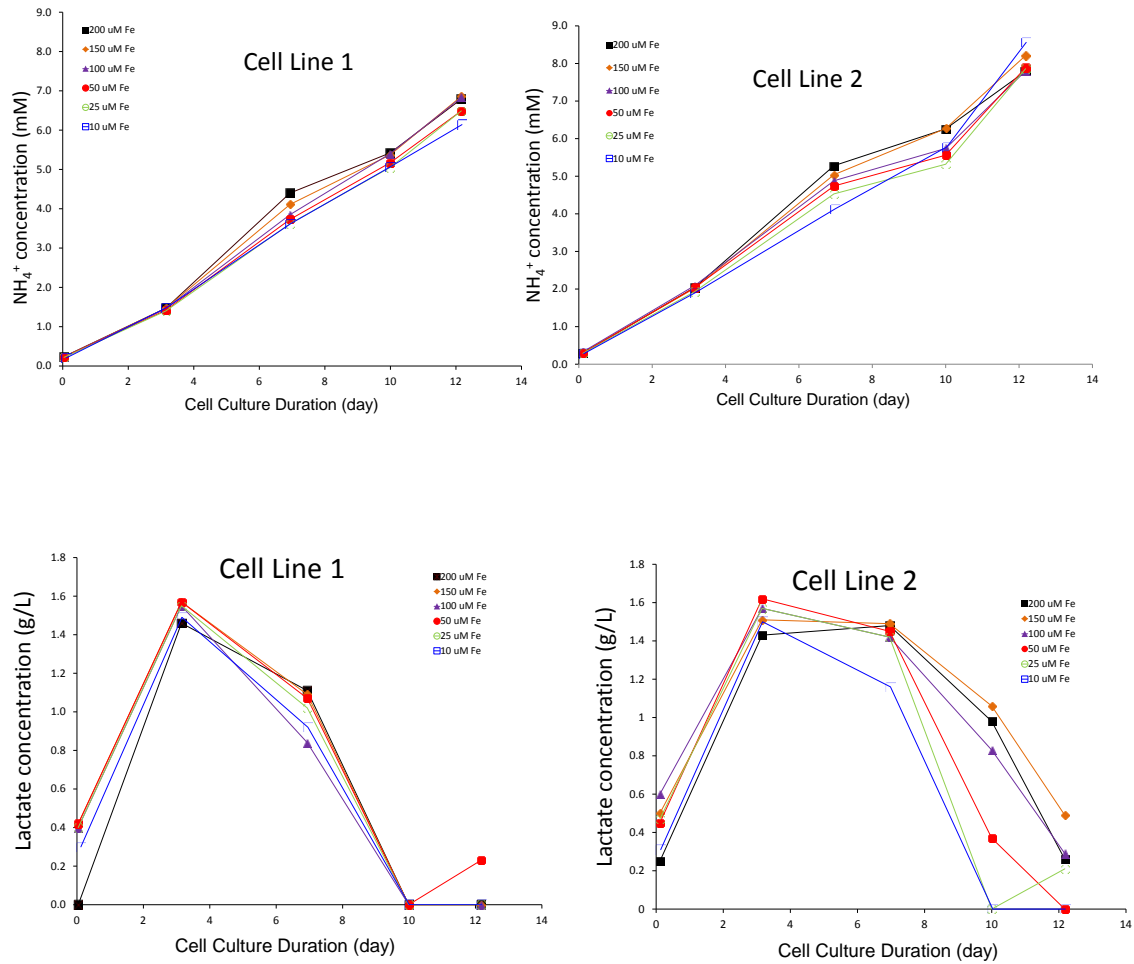 Cell Line 1
200 uM Fe
150 uM Fe
100 uM Fe
50 uM Fe
25 uM Fe
10 uM Fe
NH₄⁺ concentration (mM)
9.0
8.0
7.0
6.0
5.0
4.0
3.0
2.0
1.0
0.0
0 2 4 6 8 10 12 14
Cell Culture Duration (day)
Cell Line 2
200 uM Fe
150 uM Fe
100 uM Fe
50 uM Fe
25 uM Fe
10 uM Fe
NH₄⁺ concentration (mM)
9.0
8.0
7.0
6.0
5.0
4.0
3.0
2.0
1.0
0.0
0 2 4 6 8 10 12 14
Cell Culture Duration (day)
Cell Line 1
200 uM Fe
150 uM Fe
100 uM Fe
50 uM Fe
25 uM Fe
10 uM Fe
Lactate concentration (g/L)
1.8
1.6
1.4
1.2
1.0
0.8
0.6
0.4
0.2
0.0
0 2 4 6 8 10 12 14
Cell Culture Duration (day)
Cell Line 2
200 uM Fe
150 uM Fe
100 uM Fe
50 uM Fe
25 uM Fe
10 uM Fe
Lactate concentration (g/L)
1.8
1.6
1.4
1.2
1
0.8
0.6
0.4
0.2
0
0 2 4 6 8 10 12 14
Cell Culture Duration (day)